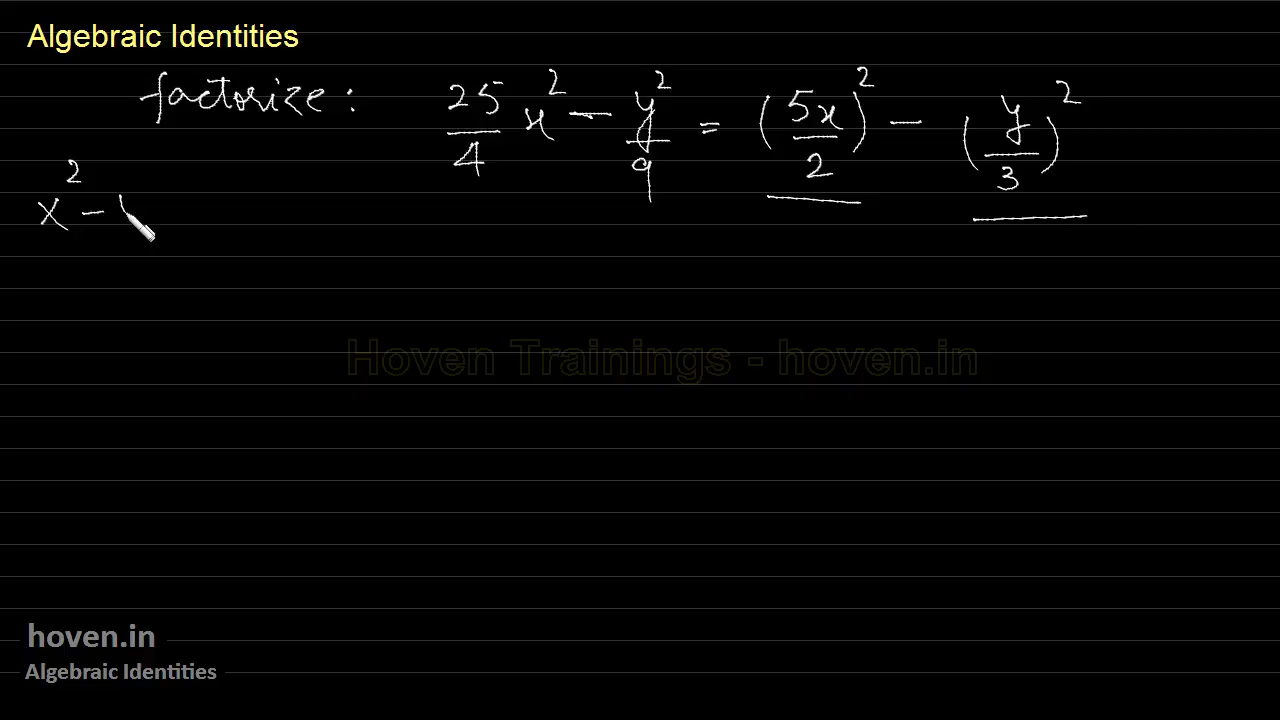 Algebraic Identities
factorize : 25/4 x² - y²/9 = (5x/2)² - (y/3)²
x² -
Hoven Trainings - hoven.in
hoven.in
Algebraic Identities